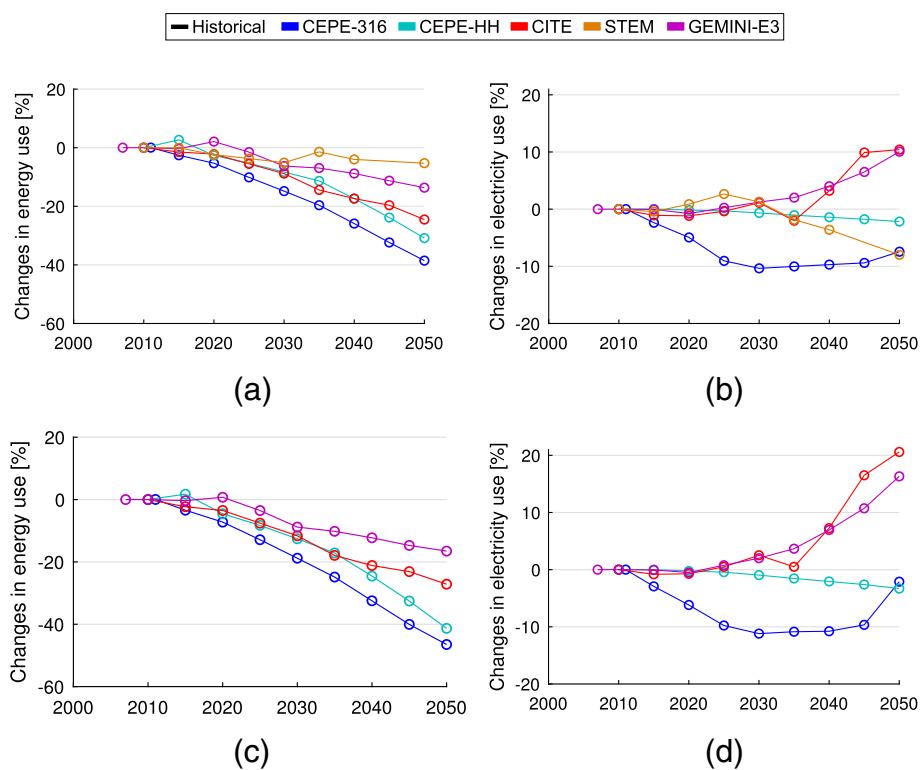 Historical CEPE-316 CEPE-HH CITE STEM GEMINI-E3
Changes in energy use [%]
20
0
-20
-40
-60
2000 2010 2020 2030 2040 2050
(a)
Changes in electricity use [%]
20
10
0
-10
-20
2000 2010 2020 2030 2040 2050
(b)
Changes in energy use [%]
20
0
-20
-40
-60
2000 2010 2020 2030 2040 2050
(c)
Changes in electricity use [%]
20
10
0
-10
-20
2000 2010 2020 2030 2040 2050
(d)